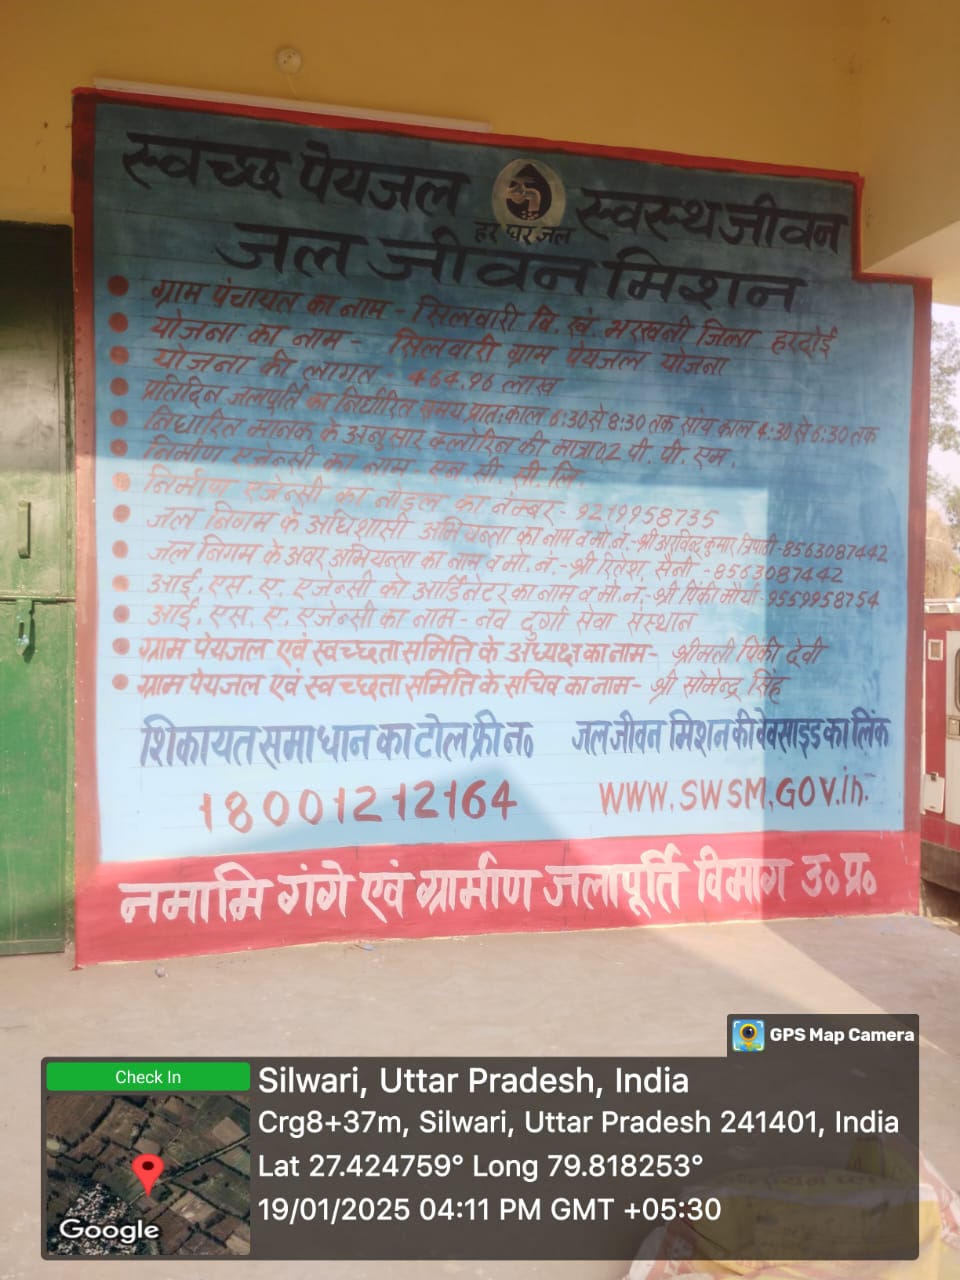 स्वच्छ पेयजल स्वस्थ जीवन
हर घर जल
जल जीवन मिशन
ग्राम पंचायत का नाम - सिलवारी वि. खं. भरखनी जिला हरदोई
योजना का नाम - सिलवारी ग्राम पेयजल योजना
योजना की लागत - 464.96 लाख
प्रतिदिन जलपूर्ति का निर्धारित समय प्रातः काल 6:30 से 8:30 तक सांय काल 4:30 से 6:30 तक
निर्धारित मानक के अनुसार क्लोरिन की मात्रा 0.2 पी. पी. एम.
निर्माण एजेन्सी का नाम - एन. सी. सी. लि.
निर्माण एजेन्सी का नोडल का नम्बर - 9219958735
जल निगम के अधिशासी अभियन्ता का नाम व मो. नं. - श्री अरविन्द कुमार त्रिपाठी - 8563087442
जल निगम के अवर अभियन्ता का नाम व मो. नं. - श्री रितेश, सैनी - 8563087442
आई. एस. ए. एजेन्सी को आर्डिनेटर का नाम व मो. नं. - श्री पिंकी मौर्या - 9559958754
आई. एस. ए. एजेन्सी का नाम - नव दुर्गा सेवा संस्थान
ग्राम पेयजल एवं स्वच्छता समिति के अध्यक्ष का नाम - श्रीमती पिंकी देवी
ग्राम पेयजल एवं स्वच्छता समिति के सचिव का नाम - श्री सोमेन्द्र सिंह
शिकायत समाधान का टोल फ्री न० जल जीवन मिशन की वेवसाइड का लिंक
18001212164 WWW.SWSM.GOV.in.
नमामि गंगे एवं ग्रामीण जलापूर्ति विभाग उ० प्र०
GPS Map Camera
Check In
Silwari, Uttar Pradesh, India
Crg8+37m, Silwari, Uttar Pradesh 241401, India
Lat 27.424759° Long 79.818253°
19/01/2025 04:11 PM GMT +05:30
Google